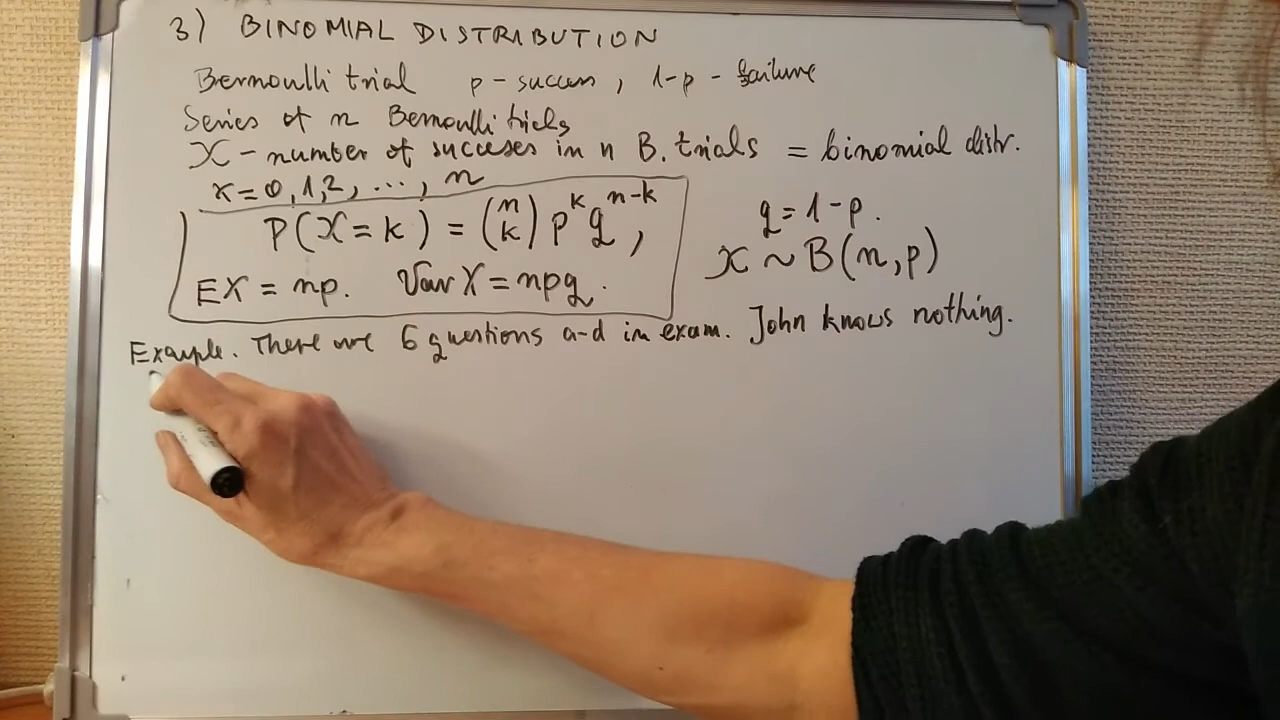 3) BINOMIAL DISTRIBUTION
Bernoulli trial p - success, 1-p - failure
Series of n Bernoulli trials
X - number of succeses in n B. trials = binomial distr.
x = 0, 1, 2, ..., n
P(X = k) = (n k) p^k q^{n-k}, q = 1 - p.
EX = np. Var X = npq. X ~ B(n, p)
Example. There are 6 questions a-d in exam. John knows nothing.